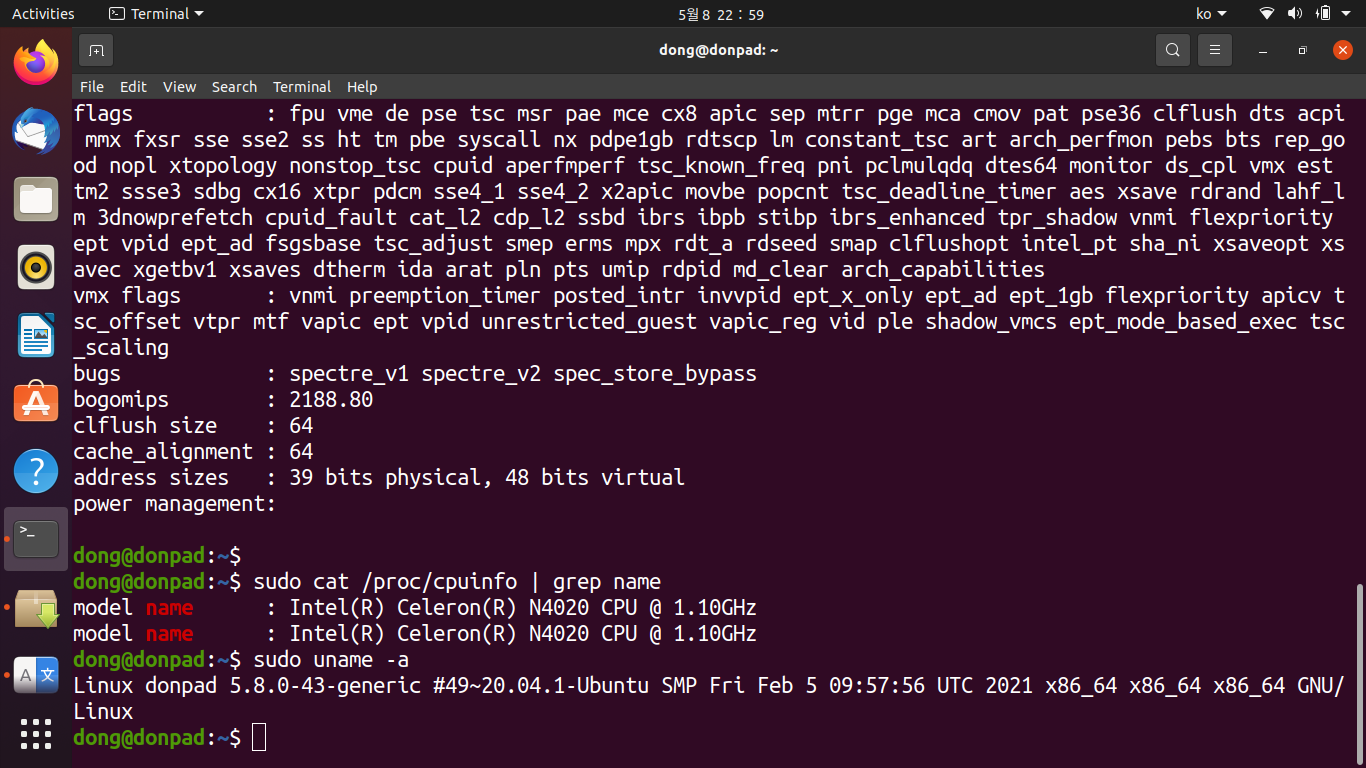 Activities Terminal 5월 8 22 : 59 ko
dong@donpad: ~
File Edit View Search Terminal Help
flags : fpu vme de pse tsc msr pae mce cx8 apic sep mtrr pge mca cmov pat pse36 clflush dts acpi
mmx fxsr sse sse2 ss ht tm pbe syscall nx pdpe1gb rdtscp lm constant_tsc art arch_perfmon pebs bts rep_go
od nopl xtopology nonstop_tsc cpuid aperfmperf tsc_known_freq pni pclmulqdq dtes64 monitor ds_cpl vmx est
tm2 ssse3 sdbg cx16 xtpr pdcm sse4_1 sse4_2 x2apic movbe popcnt tsc_deadline_timer aes xsave rdrand lahf_l
m 3dnowprefetch cpuid_fault cat_l2 cdp_l2 ssbd ibrs ibpb stibp ibrs_enhanced tpr_shadow vnmi flexpriority
ept vpid ept_ad fsgsbase tsc_adjust smep erms mpx rdt_a rdseed smap clflushopt intel_pt sha_ni xsaveopt xs
avec xgetbv1 xsaves dtherm ida arat pln pts umip rdpid md_clear arch_capabilities
vmx flags : vnmi preemption_timer posted_intr invvpid ept_x_only ept_ad ept_1gb flexpriority apicv t
sc_offset vtpr mtf vapic ept vpid unrestricted_guest vapic_reg vid ple shadow_vmcs ept_mode_based_exec tsc
_scaling
bugs : spectre_v1 spectre_v2 spec_store_bypass
bogomips : 2188.80
clflush size : 64
cache_alignment : 64
address sizes : 39 bits physical, 48 bits virtual
power management:
dong@donpad:~$
dong@donpad:~$ sudo cat /proc/cpuinfo | grep name
model name : Intel(R) Celeron(R) N4020 CPU @ 1.10GHz
model name : Intel(R) Celeron(R) N4020 CPU @ 1.10GHz
dong@donpad:~$ sudo uname -a
Linux donpad 5.8.0-43-generic #49~20.04.1-Ubuntu SMP Fri Feb 5 09:57:56 UTC 2021 x86_64 x86_64 x86_64 GNU/
Linux
dong@donpad:~$